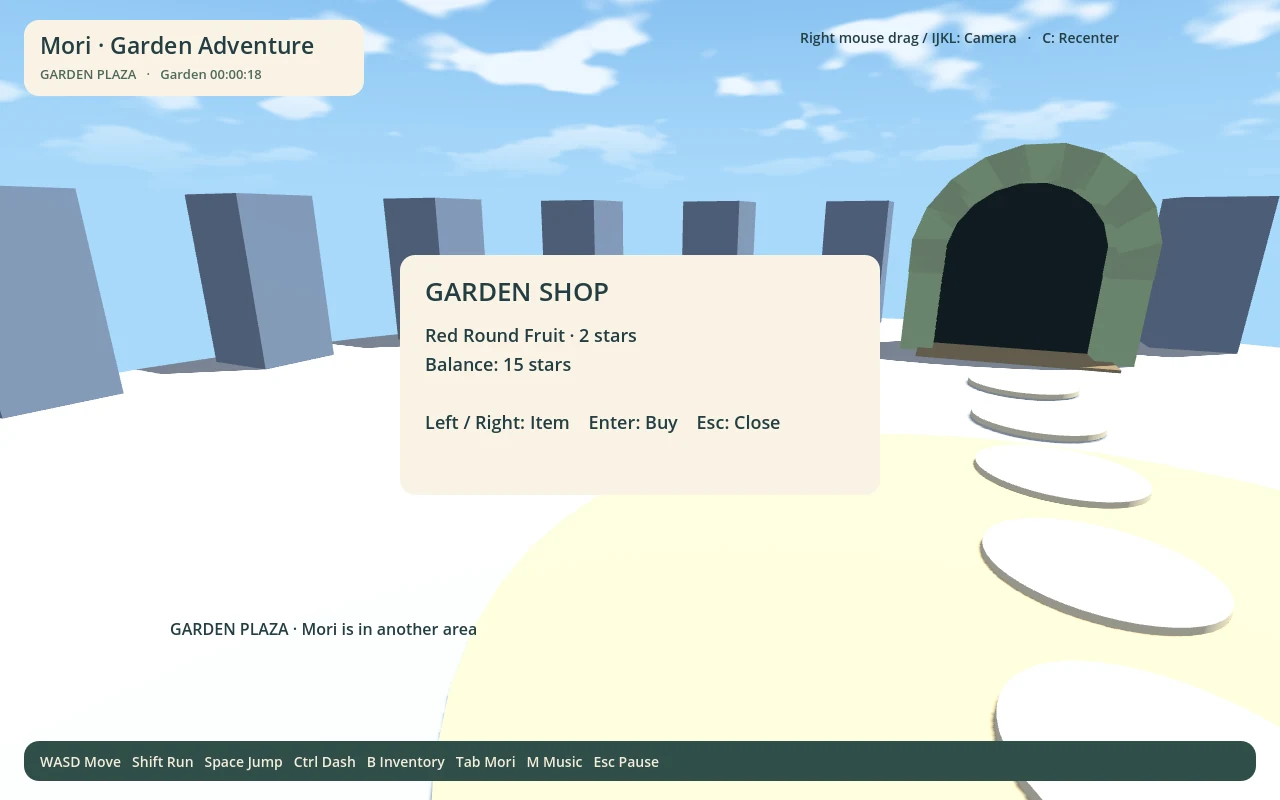 Mori · Garden Adventure
GARDEN PLAZA · Garden 00:00:18
Right mouse drag / IJKL: Camera · C: Recenter
GARDEN SHOP
Red Round Fruit · 2 stars
Balance: 15 stars
Left / Right: Item Enter: Buy Esc: Close
GARDEN PLAZA · Mori is in another area
WASD Move Shift Run Space Jump Ctrl Dash B Inventory Tab Mori M Music Esc Pause